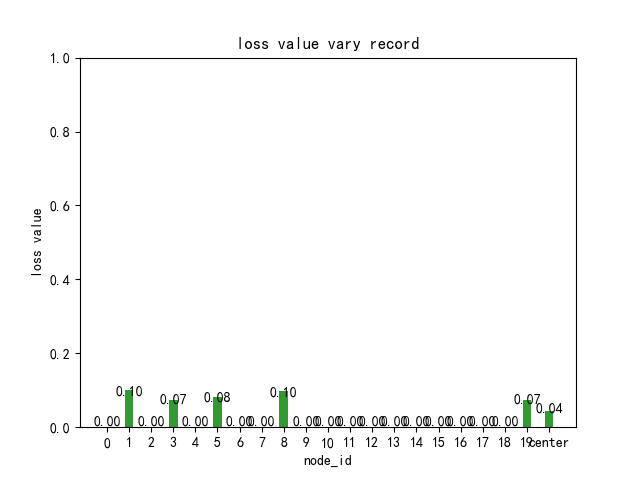 loss value vary record
1.0
0.8
0.6
0.4
0.2
0.0
loss value
0.00 0.10 0.00 0.07 0.00 0.08 0.00 0.00 0.10 0.00 0.00 0.00 0.00 0.00 0.00 0.00 0.00 0.00 0.00 0.07 0.04
0 1 2 3 4 5 6 7 8 9 10 11 12 13 14 15 16 17 18 19 center
node_id